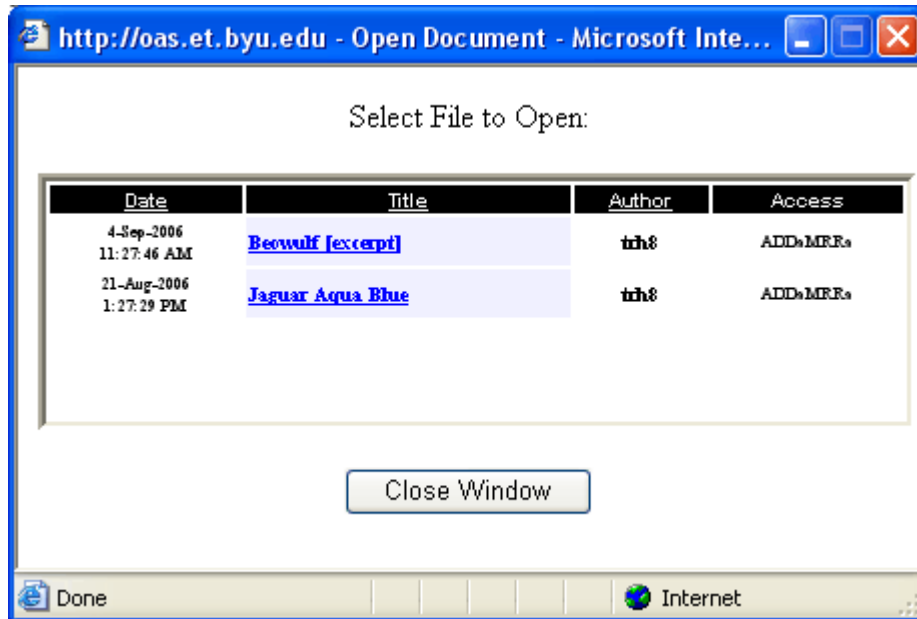 http://oas.et.byu.edu - Open Document - Microsoft Inte...
Select File to Open:
Date Title Author Access
4-Sep-2006
11:27:46 AM
Beowulf [excerpt] trh8 ADDsMRRs
21-Aug-2006
1:27:29 PM
Jaguar Aqua Blue trh8 ADDsMRRs
Close Window
Done Internet